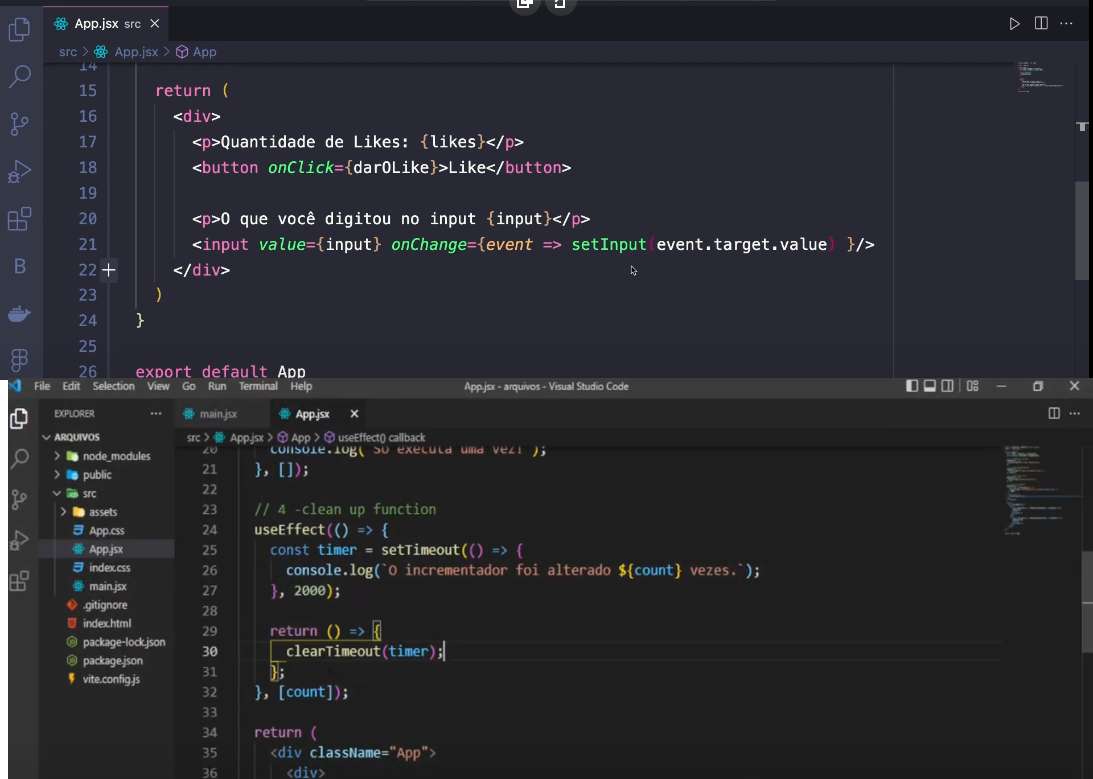 App.jsx src
src > App.jsx > App
14
15 return (
16 <div>
17 <p>Quantidade de Likes: {likes}</p>
18 <button onClick={darOLike}>Like</button>
19
20 <p>O que você digitou no input {input}</p>
21 <input value={input} onChange={event => setInput(event.target.value) }/>
22 </div>
23 )
24 }
25
26 export default App
B
File Edit Selection View Go Run Terminal Help App.jsx - arquivos - Visual Studio Code
EXPLORER ... main.jsx App.jsx
ARQUIVOS
node_modules
public
src
assets
App.css
App.jsx
index.css
main.jsx
.gitignore
index.html
package-lock.json
package.json
vite.config.js
src > App.jsx > App > useEffect() callback
20 console.log("Só executa uma vez!");
21 }, []);
22
23 // 4 -clean up function
24 useEffect(() => {
25 const timer = setTimeout(() => {
26 console.log(`O incrementador foi alterado ${count} vezes.`);
27 }, 2000);
28
29 return () => {
30 clearTimeout(timer);
31 };
32 }, [count]);
33
34 return (
35 <div className="App">
36 <div>